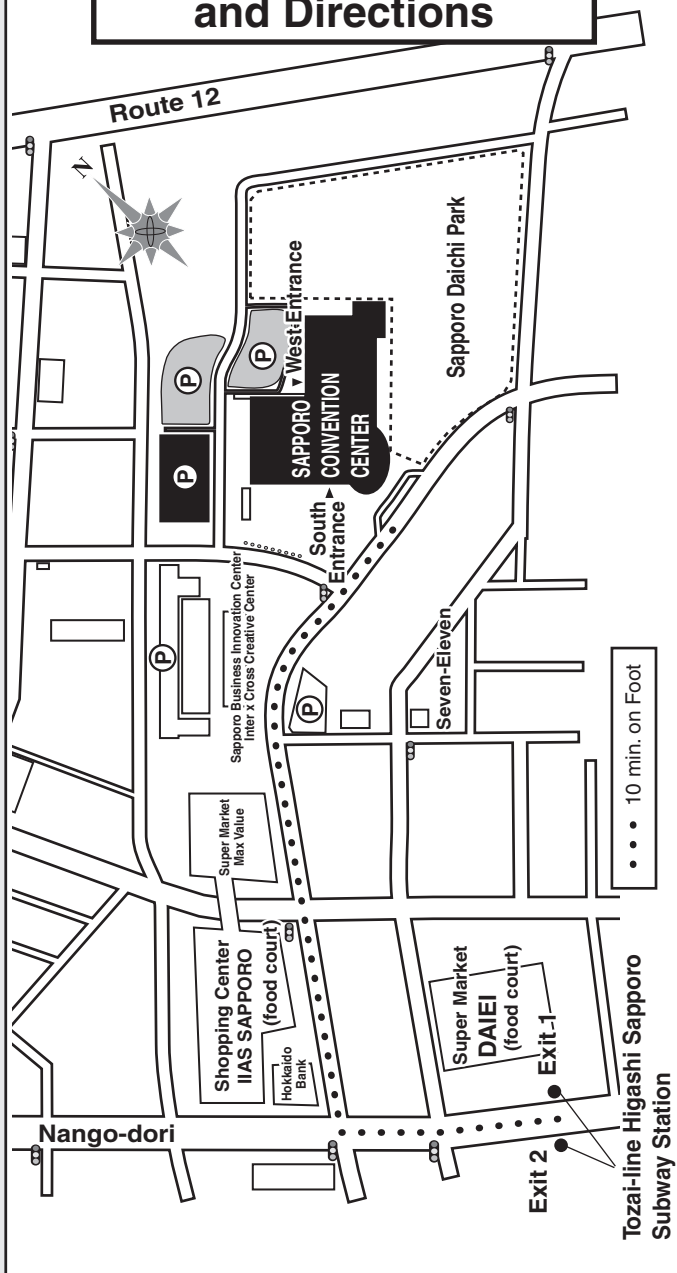 and Directions
Route 12
N
West Entrance
Sapporo Daichi Park
P
P
P
SAPPORO
CONVENTION
CENTER
South
Entrance
Sapporo Business Innovation Center
Inter x Cross Creative Center
P
P
Seven-Eleven
Super Market
Max Value
Shopping Center
IIAS SAPPORO
(food court)
Hokkaido
Bank
Super Market
DAIEI
(food court)
Exit 1
Exit 2
Nango-dori
10 min. on Foot
Tozai-line Higashi Sapporo
Subway Station